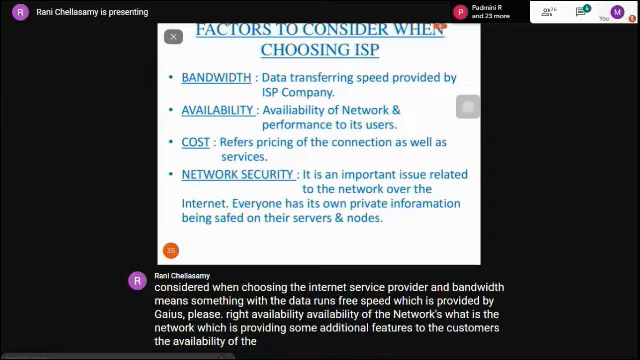 Rani Chellasamy is presenting
Padmini R
and 23 more
76
6
You
M
FACTORS TO CONSIDER WHEN
CHOOSING ISP
• BANDWIDTH : Data transferring speed provided by
ISP Company.
• AVAILABILITY : Availiability of Network &
performance to its users.
• COST : Refers pricing of the connection as well as
services.
• NETWORK SECURITY : It is an important issue related
to the network over the
Internet. Everyone has its own private inforamation
being safed on their servers & nodes.
35
Rani Chellasamy
considered when choosing the internet service provider and bandwidth
means something with the data runs free speed which is provided by
Gaius, please. right availability availability of the Network's what is the
network which is providing some additional features to the customers
the availability of the